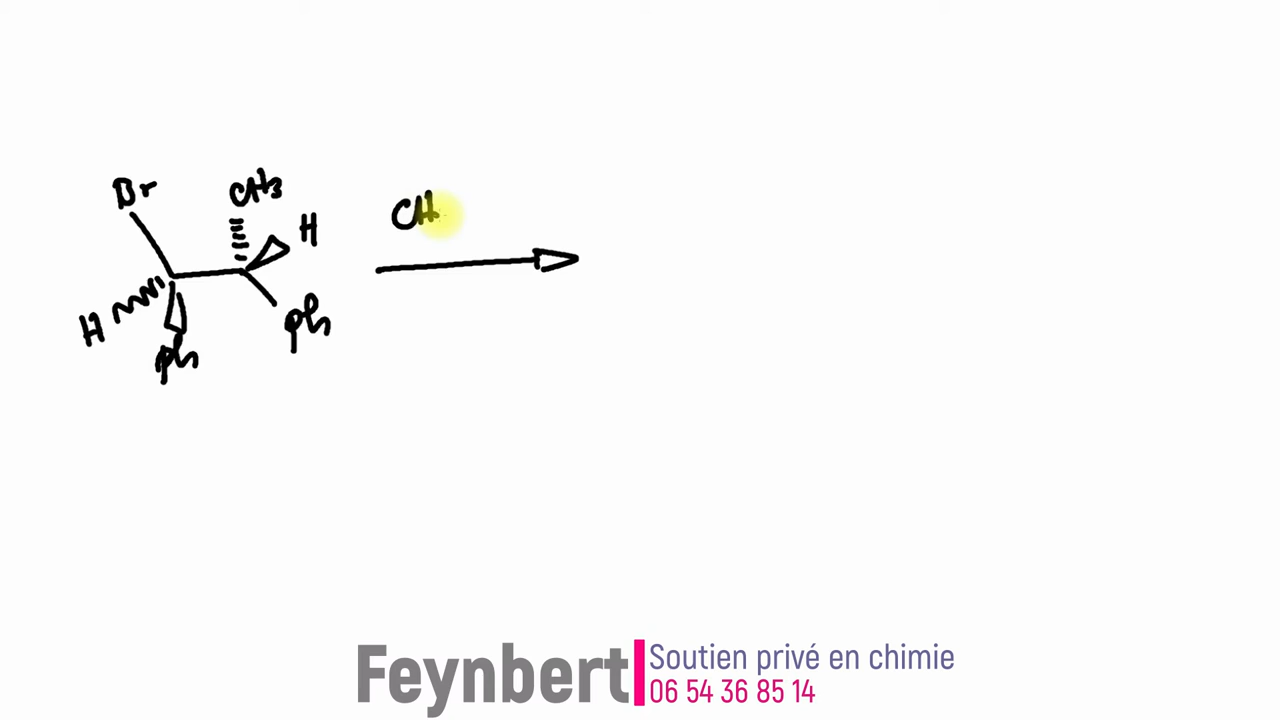 Br
CH3
H
CH
H
Ph
Ph
Feynbert
Soutien privé en chimie
06 54 36 85 14